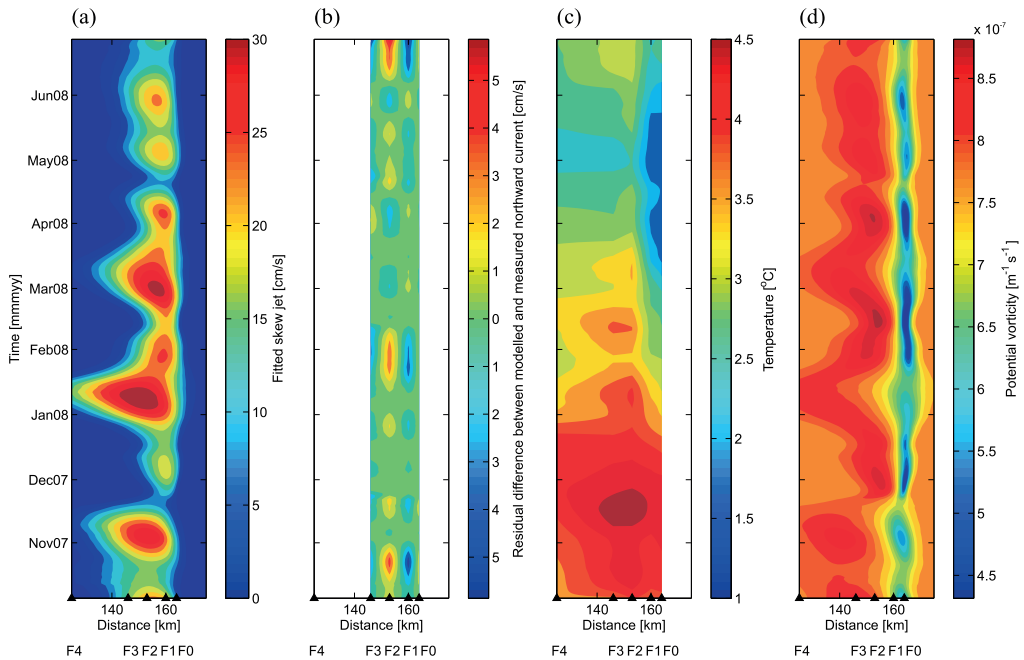 (a) (b) (c) (d)
x 10⁻⁷
Time [mmmyy]
Jun08
May08
Apr08
Mar08
Feb08
Jan08
Dec07
Nov07
140 160
Distance [km]
F4 F3 F2 F1 F0
30
25
20
15
10
5
0
Fitted skew jet [cm/s]
140 160
Distance [km]
F4 F3 F2 F1 F0
5
4
3
2
1
0
2
3
4
5
Residual difference between modelled and measured northward current [cm/s]
140 160
Distance [km]
F4 F3 F2 F1 F0
4.5
4
3.5
3
2.5
2
1.5
1
Temperature [°C]
140 160
Distance [km]
F4 F3 F2 F1 F0
8.5
8
7.5
7
6.5
6
5.5
5
4.5
Potential vorticity [m⁻¹ s⁻¹]